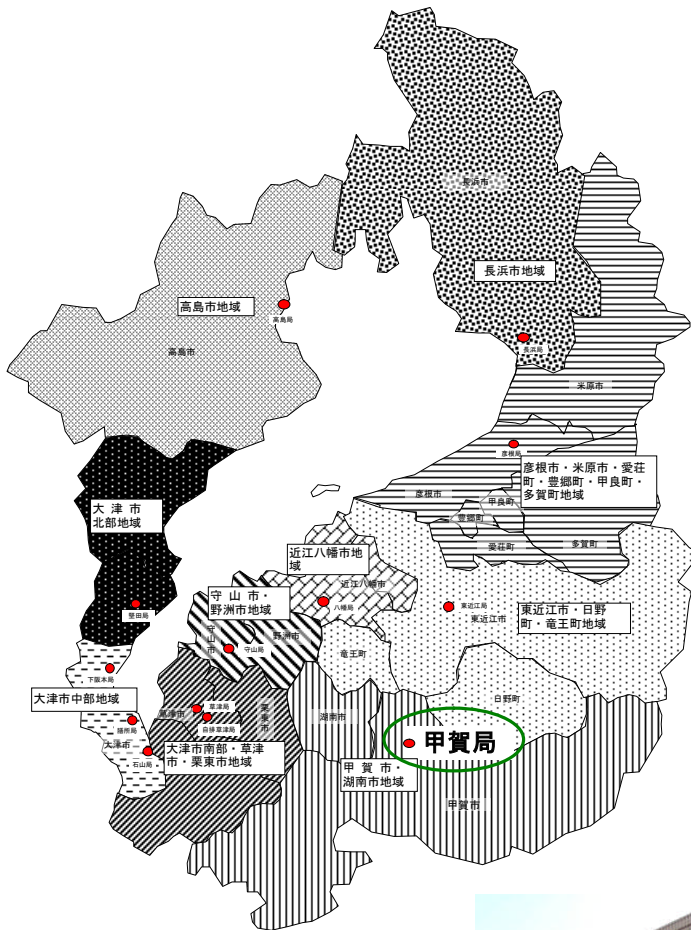 長浜市
長浜市地域
高島市地域
高島局
長浜局
高島市
米原市
彦根局
彦根市・米原市・愛荘
町・豊郷町・甲良町・
多賀町地域
彦根市
甲良町
豊郷町
愛荘町
多賀町
大 津 市
北部地域
近江八幡市地
域
近江八幡市
守 山 市・
野洲市地域
八幡局
東近江局
東近江市
東近江市・日野
町・竜王町地域
堅田局
守山市
野洲市
守山局
竜王町
下阪本局
日野町
大津市中部地域
草津市
草津局
自排草津局
栗東市
湖南市
膳所局
大津市
石山局
大津市南部・草津
市・栗東市地域
甲賀局
甲 賀 市・
湖南市地域
甲賀市